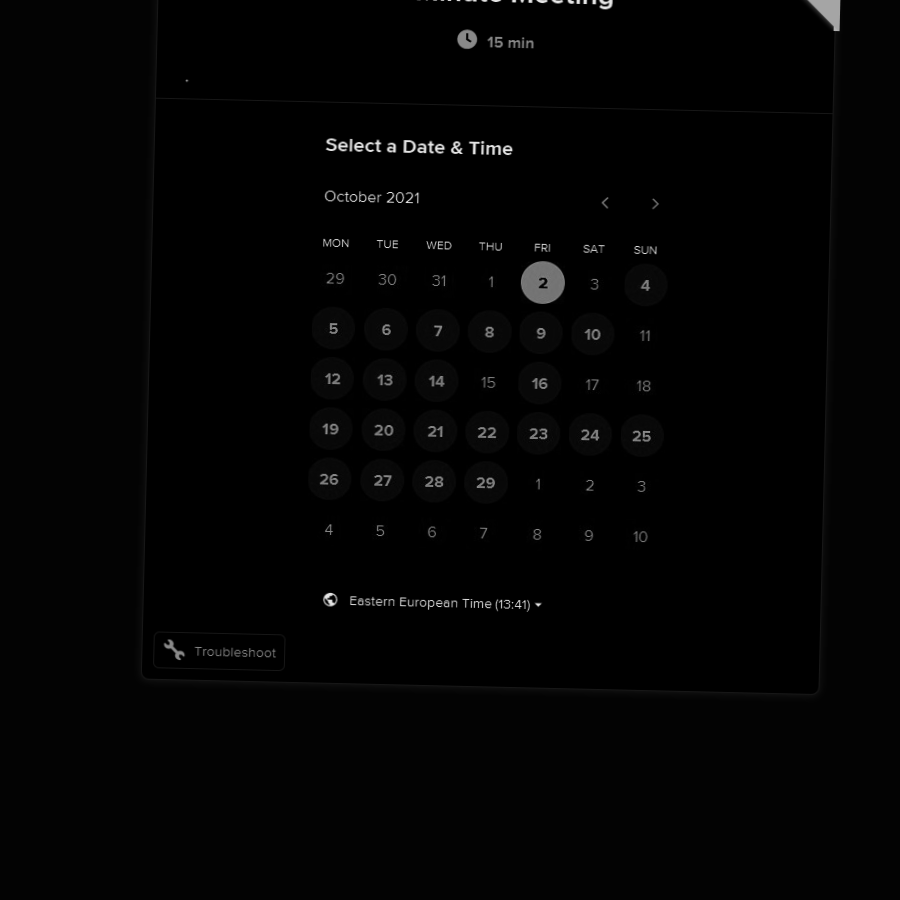 Meeting
15 min
Select a Date & Time
October 2021
MON TUE WED THU FRI SAT SUN
29 30 31 1 2 3 4
5 6 7 8 9 10 11
12 13 14 15 16 17 18
19 20 21 22 23 24 25
26 27 28 29 1 2 3
4 5 6 7 8 9 10
Eastern European Time (13:41)
Troubleshoot